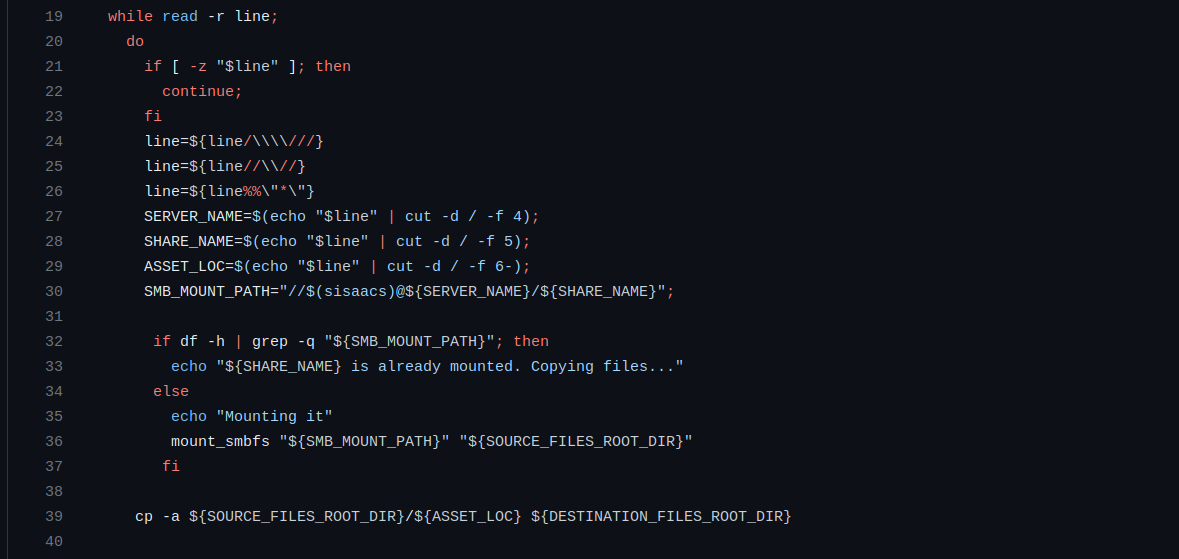 19 while read -r line;
20 do
21 if [ -z "$line" ]; then
22 continue;
23 fi
24 line=${line/\\\\///}
25 line=${line//\\//}
26 line=${line%%\"*\"}
27 SERVER_NAME=$(echo "$line" | cut -d / -f 4);
28 SHARE_NAME=$(echo "$line" | cut -d / -f 5);
29 ASSET_LOC=$(echo "$line" | cut -d / -f 6-);
30 SMB_MOUNT_PATH="//$(sisaacs)@${SERVER_NAME}/${SHARE_NAME}";
31
32 if df -h | grep -q "${SMB_MOUNT_PATH}"; then
33 echo "${SHARE_NAME} is already mounted. Copying files..."
34 else
35 echo "Mounting it"
36 mount_smbfs "${SMB_MOUNT_PATH}" "${SOURCE_FILES_ROOT_DIR}"
37 fi
38
39 cp -a ${SOURCE_FILES_ROOT_DIR}/${ASSET_LOC} ${DESTINATION_FILES_ROOT_DIR}
40